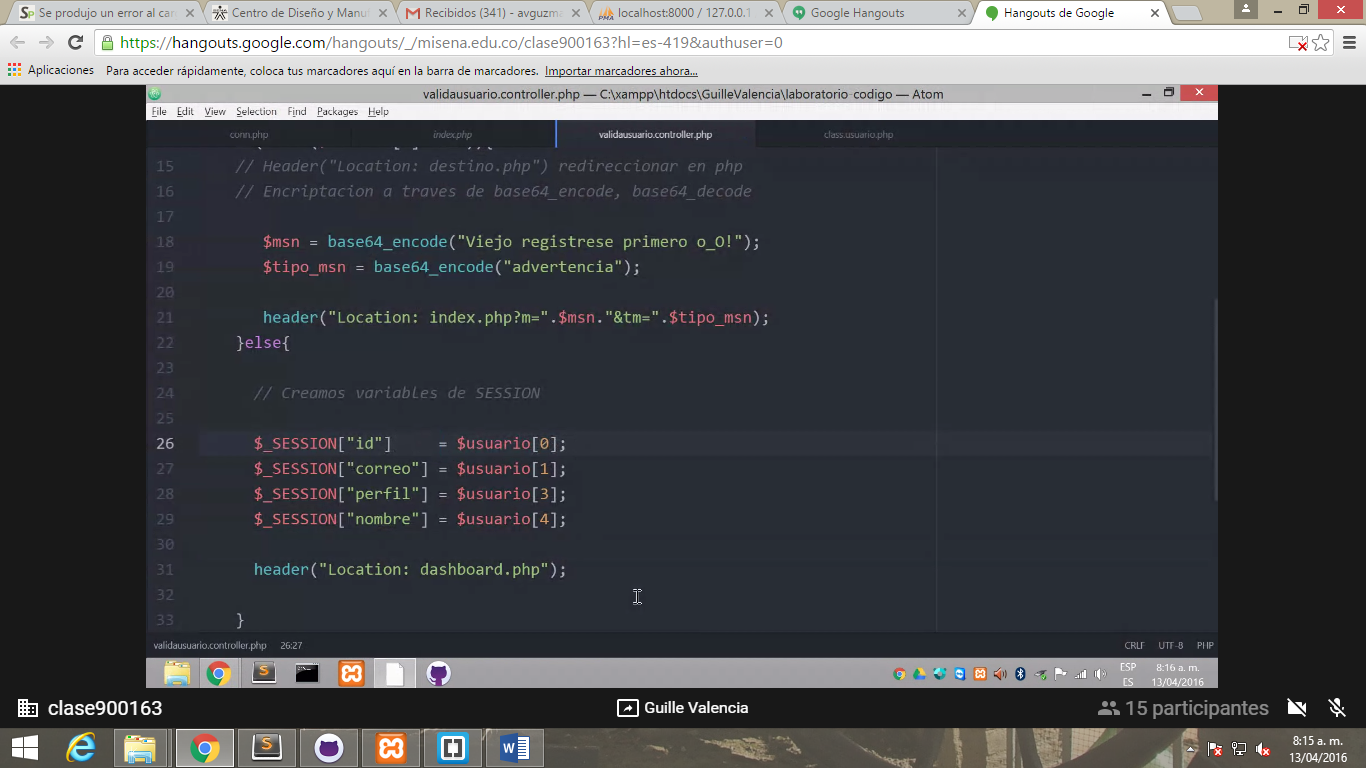 Se produjo un error al car
Centro de Diseño y Manuf
Recibidos (341) - avguzm
localhost:8000 / 127.0.0.1
Google Hangouts
Hangouts de Google
https://hangouts.google.com/hangouts/_/misena.edu.co/clase900163?hl=es-419&authuser=0
Aplicaciones
Para acceder rápidamente, coloca tus marcadores aquí en la barra de marcadores. Importar marcadores ahora...
validausuario.controller.php — C:\xampp\htdocs\GuilleValencia\laboratorio-codigo — Atom
File Edit View Selection Find Packages Help
conn.php
index.php
validausuario.controller.php
class.usuario.php
15 // Header("Location: destino.php") redireccionar en php
16 // Encriptacion a traves de base64_encode, base64_decode
17
18 $msn = base64_encode("Viejo registrese primero o_O!");
19 $tipo_msn = base64_encode("advertencia");
20
21 header("Location: index.php?m=".$msn."&tm=".$tipo_msn);
22 }else{
23
24 // Creamos variables de SESSION
25
26 $_SESSION["id"] = $usuario[0];
27 $_SESSION["correo"] = $usuario[1];
28 $_SESSION["perfil"] = $usuario[3];
29 $_SESSION["nombre"] = $usuario[4];
30
31 header("Location: dashboard.php");
32
33 }
validausuario.controller.php 26:27
CRLF UTF-8 PHP
ESP
ES
8:16 a. m.
13/04/2016
clase900163
Guille Valencia
15 participantes
8:15 a. m.
13/04/2016